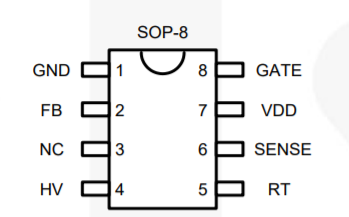 SOP-8
GND 1 8 GATE
FB 2 7 VDD
NC 3 6 SENSE
HV 4 5 RT